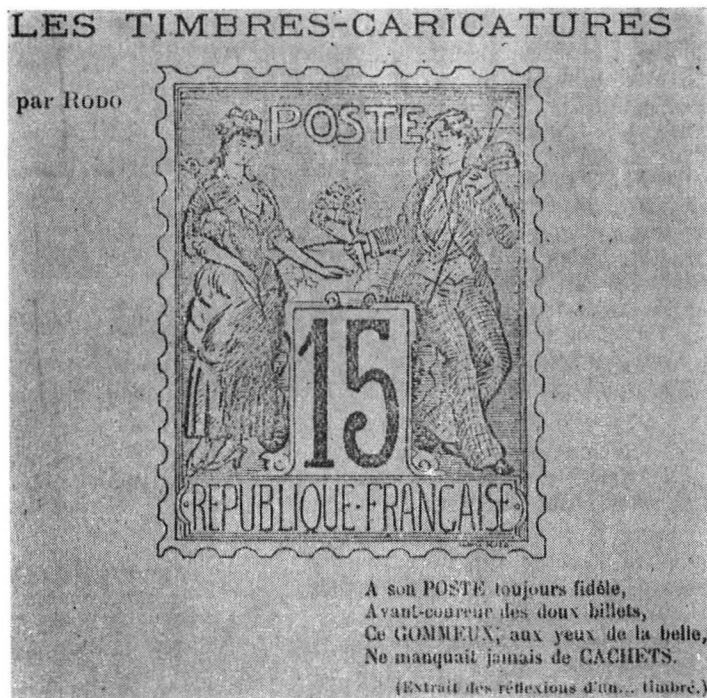 LES TIMBRES-CARICATURES
par RODO
POSTE
15
REPUBLIQUE·FRANÇAISE
A son POSTE toujours fidèle,
Avant-coureur des doux billets,
Ce GOMMEUX, aux yeux de la belle,
Ne manquait jamais de CACHETS.
(Extrait des réflexions d'un... timbré.)